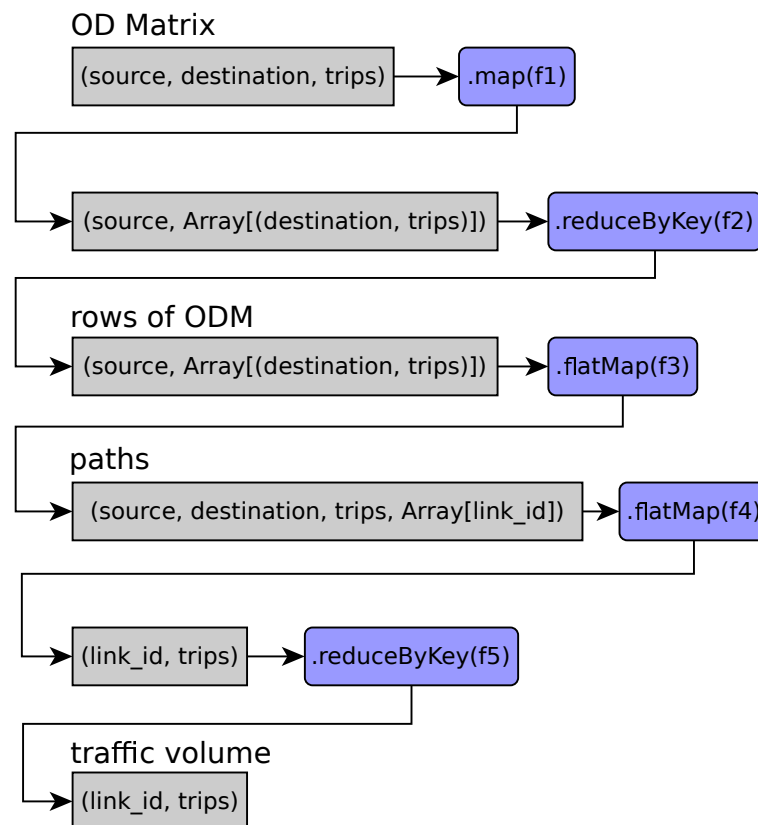 OD Matrix
(source, destination, trips) .map(f1)
(source, Array[(destination, trips)]) .reduceByKey(f2)
rows of ODM
(source, Array[(destination, trips)]) .flatMap(f3)
paths
(source, destination, trips, Array[link_id]) .flatMap(f4)
(link_id, trips) .reduceByKey(f5)
traffic volume
(link_id, trips)